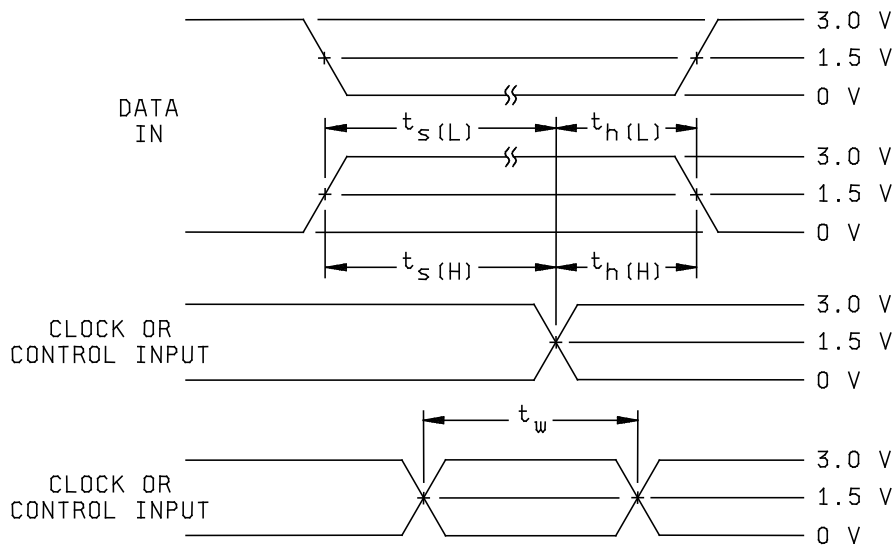 3.0 V
1.5 V
0 V
DATA
IN
ts(L) th(L)
3.0 V
1.5 V
0 V
ts(H) th(H)
3.0 V
CLOCK OR
CONTROL INPUT
1.5 V
0 V
tw
3.0 V
CLOCK OR
CONTROL INPUT
1.5 V
0 V